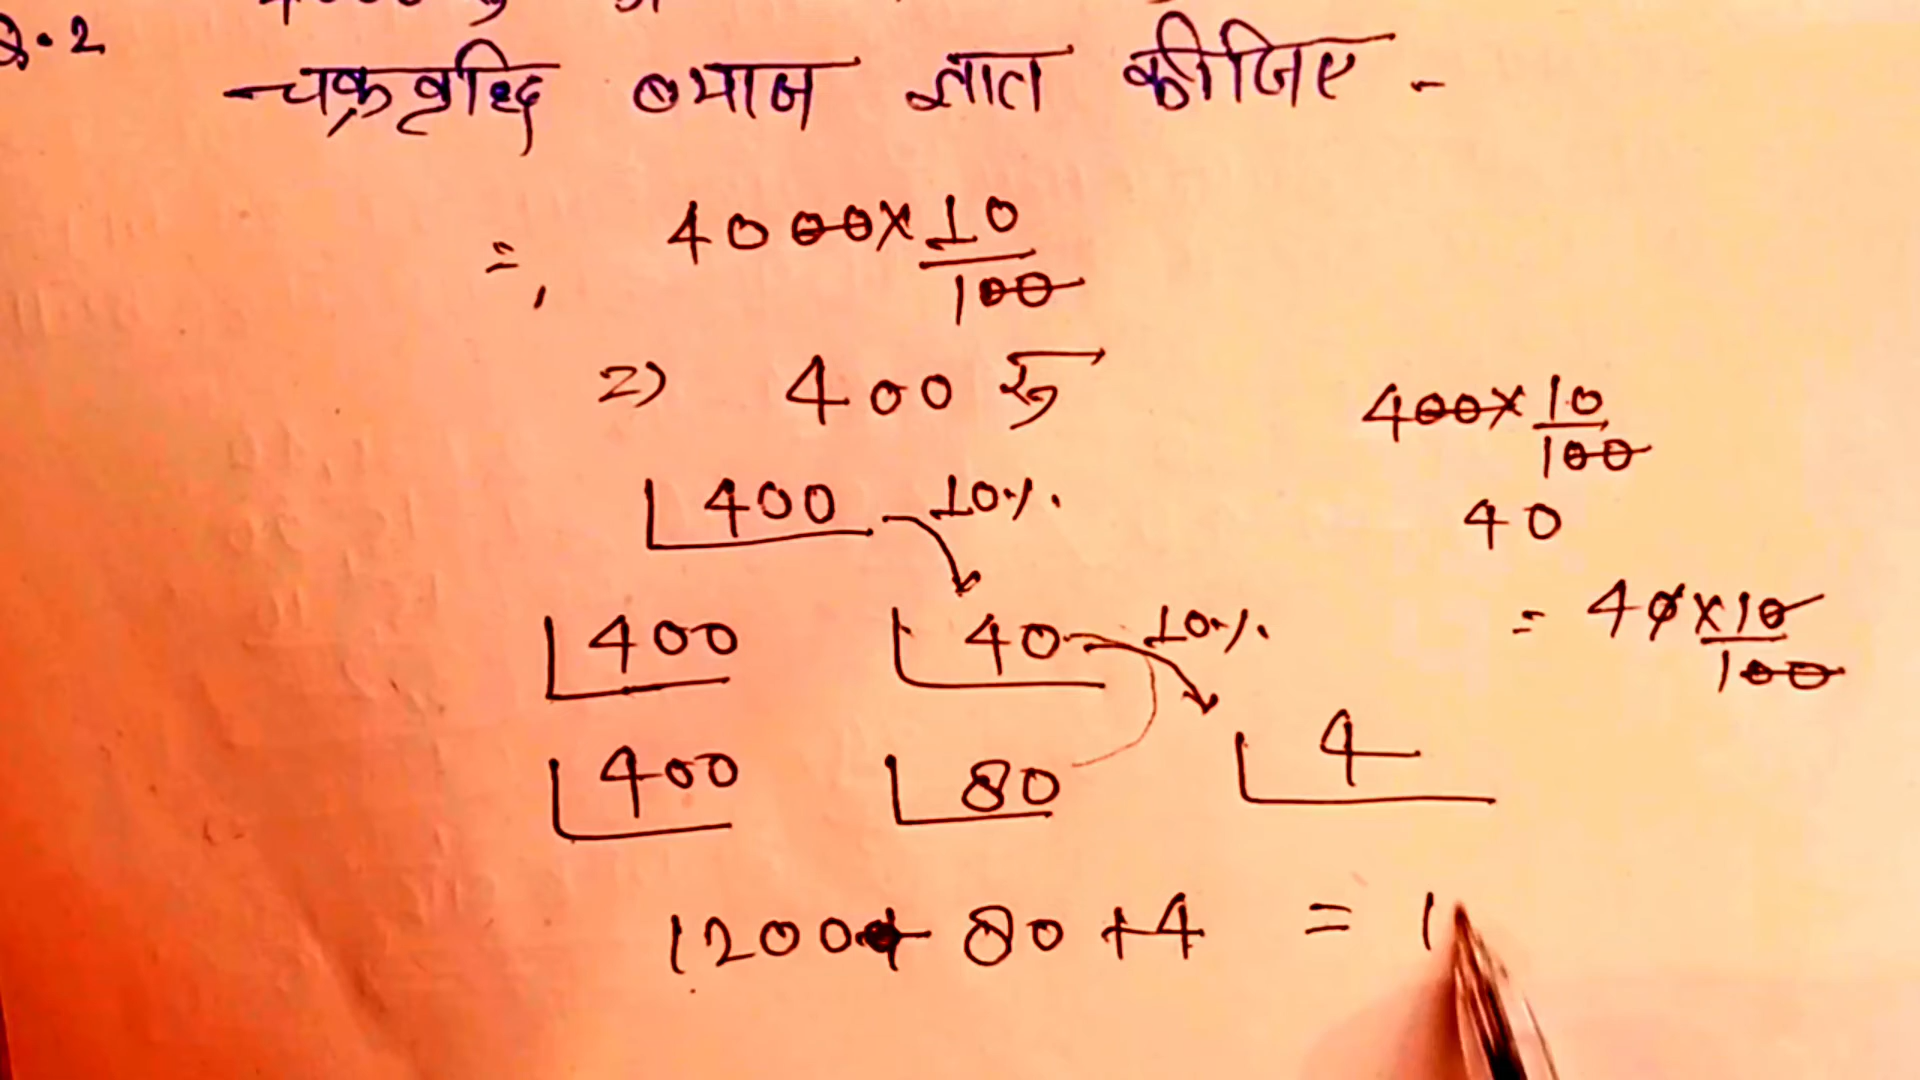 Q.2
चक्रवृद्धि ब्याज ज्ञात कीजिए -
=, 4000 x 10/100
=) 400 रू
400 10%. 400 x 10/100
40
400 40 10%. = 40 x 10/100
400 80 4
1200 + 80 + 4 = 1